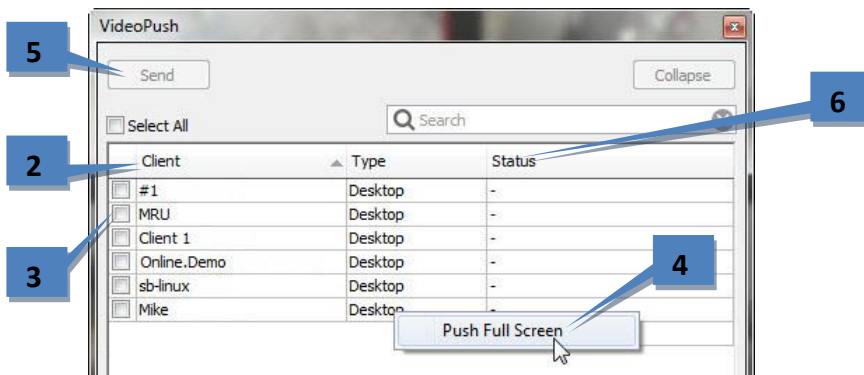 VideoPush
5
Send
Collapse
6
Select All
Search
2
Client Type Status
#1 Desktop -
MRU Desktop -
3
Client 1 Desktop -
Online.Demo Desktop -
4
sb-linux Desktop -
Mike Desktop -
Push Full Screen